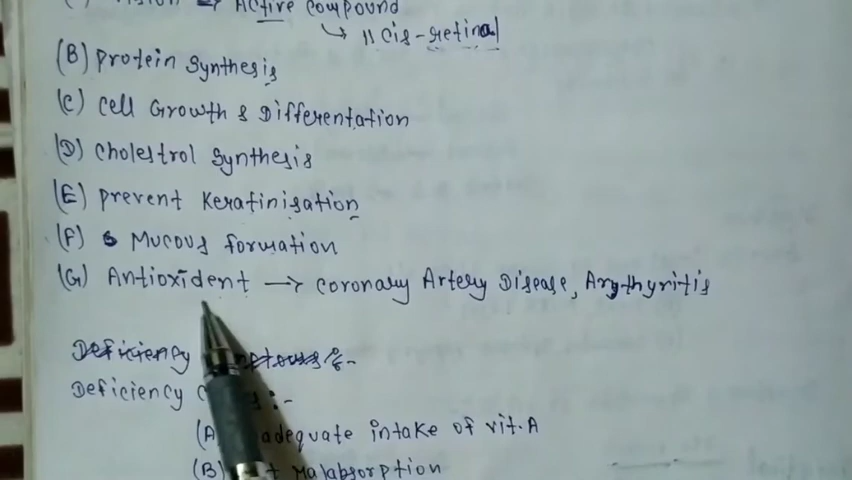 Vision → Active Compound
↳ 11 Cis-retinal
(B) Protein Synthesis
(C) Cell Growth & Differentation
(D) Cholestrol Synthesis
(E) Prevent Keratinisation
(F) Mucous formation
(G) Antioxident → Coronary Artery Disease, Arythyritis
Deficiency
Deficiency
(A) adequate intake of vit. A
(B) Malabsorption